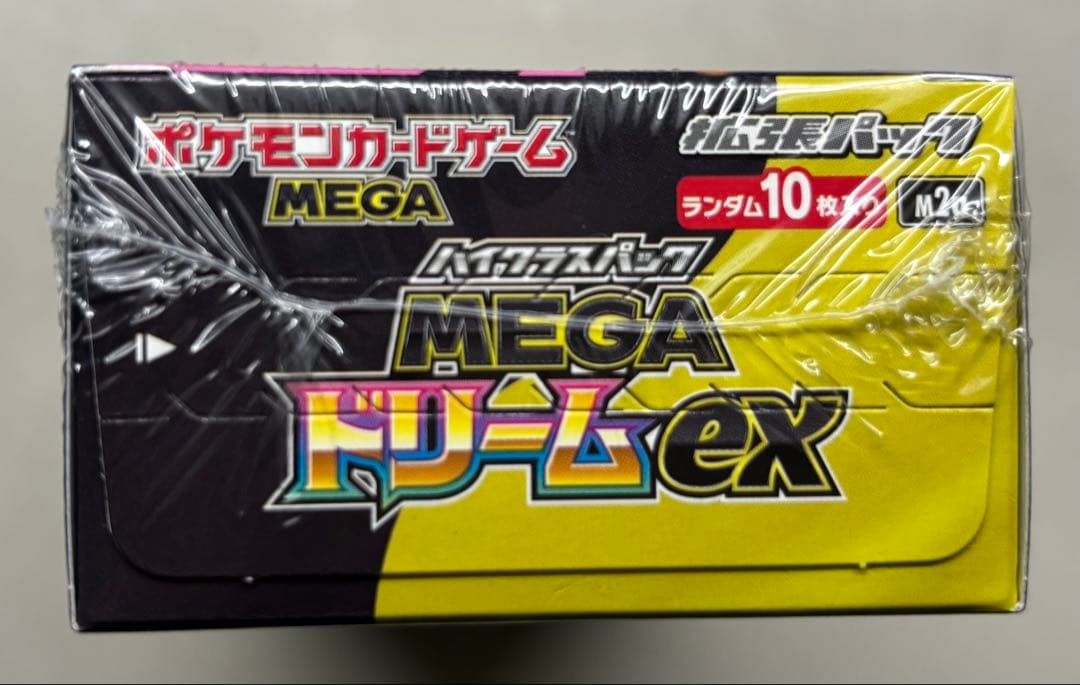 ポケモンカードゲーム
MEGA
拡張パック
ランダム10枚入り
M2a
ハイクラスパック
MEGA
ドリームex